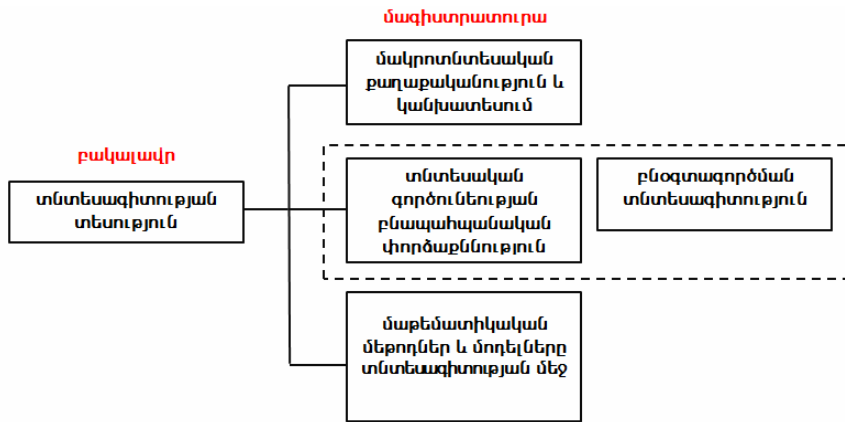 մագիստրատուրա
մակրոտնտեսական
քաղաքականություն և
կանխատեսում
բակալավր
տնտեսագիտության
տեսություն
տնտեսական
գործունեության
բնապահպանական
փորձաքննություն
բնօգտագործման
տնտեսագիտություն
մաթեմատիկական
մեթոդներ և մոդելները
տնտեսագիտության մեջ